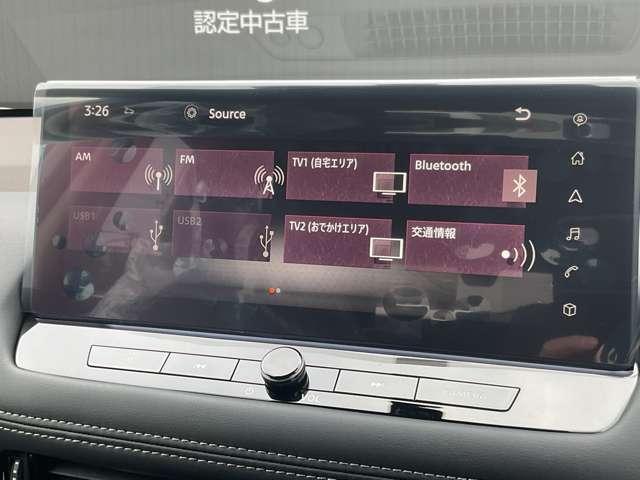 認定中古車
3:26
Source
AM
FM
TV1 (自宅エリア)
Bluetooth
USB1
USB2
TV2 (おでかけエリア)
交通情報
VOL